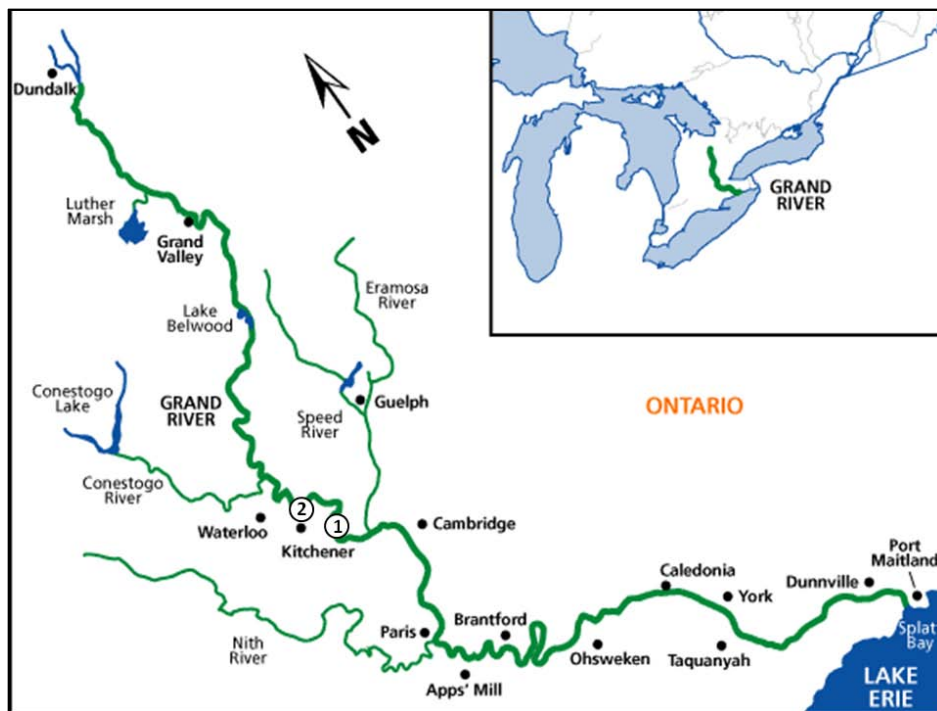 Dundalk
N
Luther
Marsh
Grand
Valley
Lake
Belwood
Eramosa
River
GRAND
RIVER
Conestogo
Lake
GRAND
RIVER
Speed
River
Guelph
ONTARIO
Conestogo
River
2
1
Waterloo
Kitchener
Cambridge
Nith
River
Paris
Brantford
Apps' Mill
Ohsweken
Caledonia
York
Taquanyah
Dunnville
Port
Maitland
Splatt
Bay
LAKE
ERIE